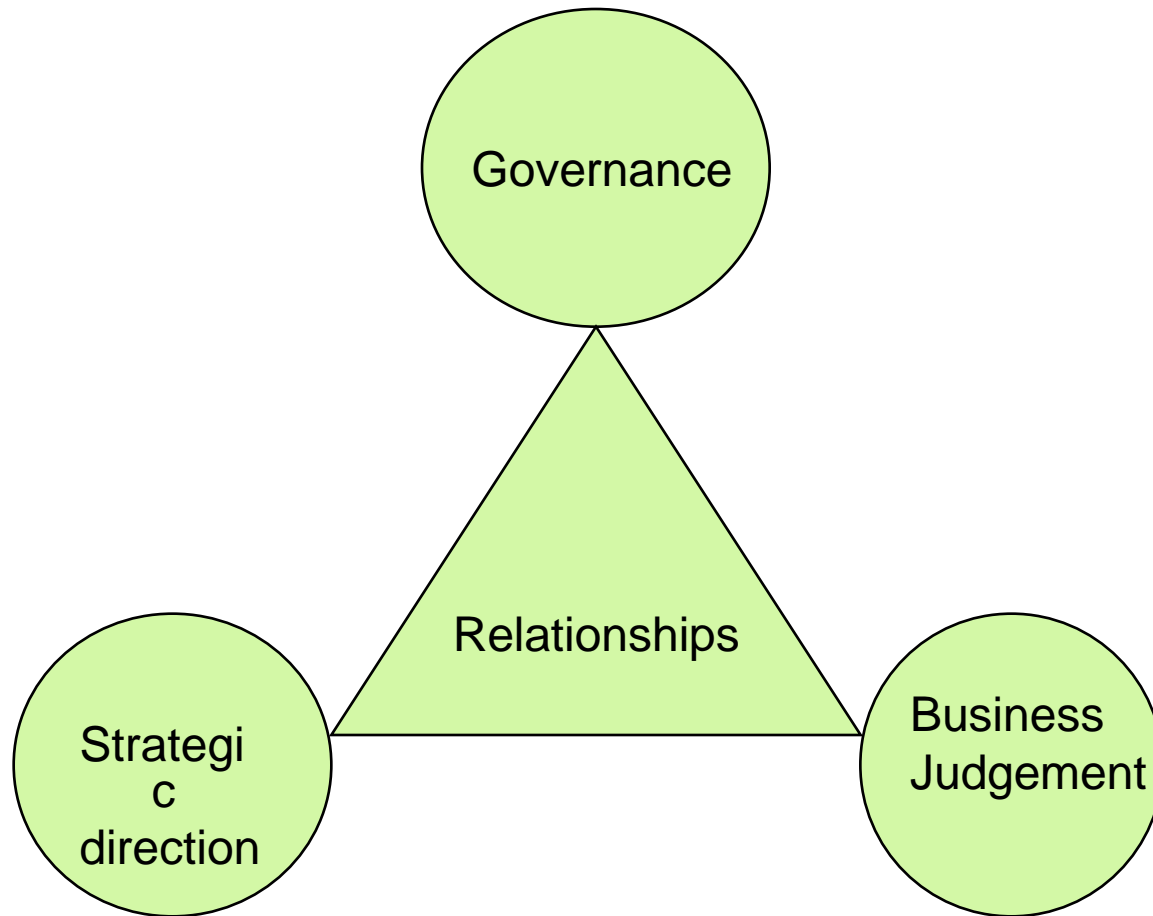 Governance
Relationships
Strategi
c
direction
Business
Judgement